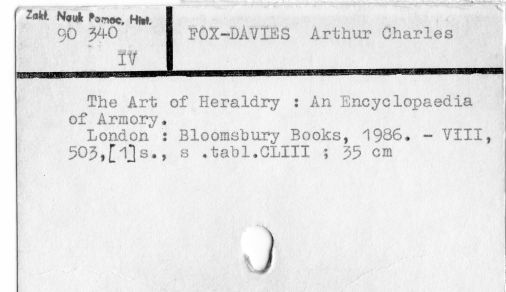 Zakł. Nauk Pomoc. Hist.
90 340
IV
FOX-DAVIES Arthur Charles
The Art of Heraldry : An Encyclopaedia
of Armory.
London : Bloomsbury Books, 1986. - VIII,
503,[1]s., s .tabl.CLIII ; 35 cm